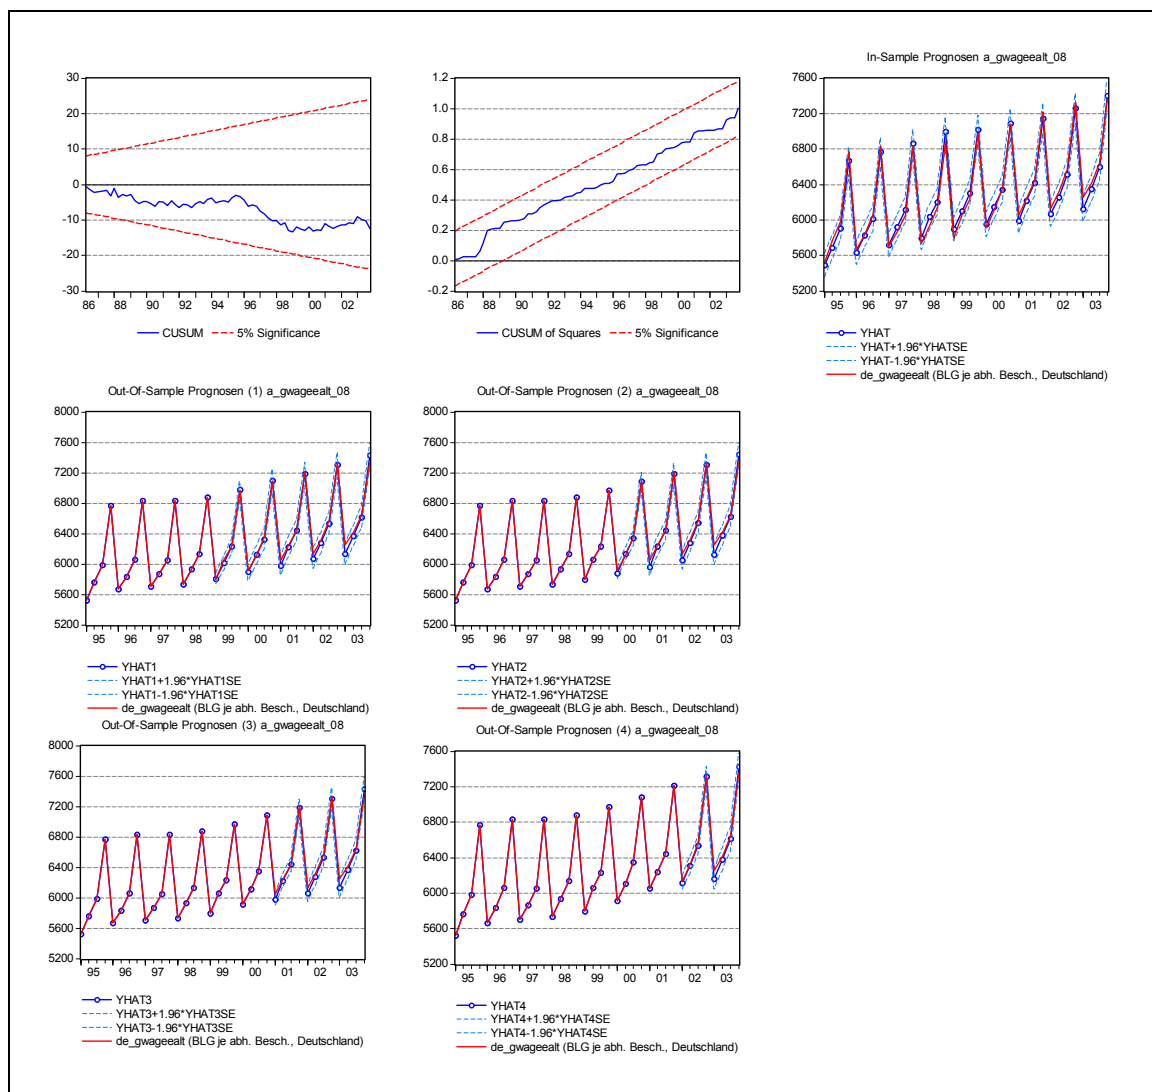 30
20
10
0
-10
-20
-30
86 88 90 92 94 96 98 00 02
CUSUM 5% Significance
1.2
1.0
0.8
0.6
0.4
0.2
0.0
-0.2
86 88 90 92 94 96 98 00 02
CUSUM of Squares 5% Significance
In-Sample Prognosen a_gwageealt_08
7600
7200
6800
6400
6000
5600
5200
95 96 97 98 99 00 01 02 03
YHAT
YHAT+1.96*YHATSE
YHAT-1.96*YHATSE
de_gwageealt (BLG je abh. Besch., Deutschland)
Out-Of-Sample Prognosen (1) a_gwageealt_08
8000
7600
7200
6800
6400
6000
5600
5200
95 96 97 98 99 00 01 02 03
YHAT1
YHAT1+1.96*YHAT1SE
YHAT1-1.96*YHAT1SE
de_gwageealt (BLG je abh. Besch., Deutschland)
Out-Of-Sample Prognosen (2) a_gwageealt_08
8000
7600
7200
6800
6400
6000
5600
5200
95 96 97 98 99 00 01 02 03
YHAT2
YHAT2+1.96*YHAT2SE
YHAT2-1.96*YHAT2SE
de_gwageealt (BLG je abh. Besch., Deutschland)
Out-Of-Sample Prognosen (3) a_gwageealt_08
8000
7600
7200
6800
6400
6000
5600
5200
95 96 97 98 99 00 01 02 03
YHAT3
YHAT3+1.96*YHAT3SE
YHAT3-1.96*YHAT3SE
de_gwageealt (BLG je abh. Besch., Deutschland)
Out-Of-Sample Prognosen (4) a_gwageealt_08
7600
7200
6800
6400
6000
5600
5200
95 96 97 98 99 00 01 02 03
YHAT4
YHAT4+1.96*YHAT4SE
YHAT4-1.96*YHAT4SE
de_gwageealt (BLG je abh. Besch., Deutschland)